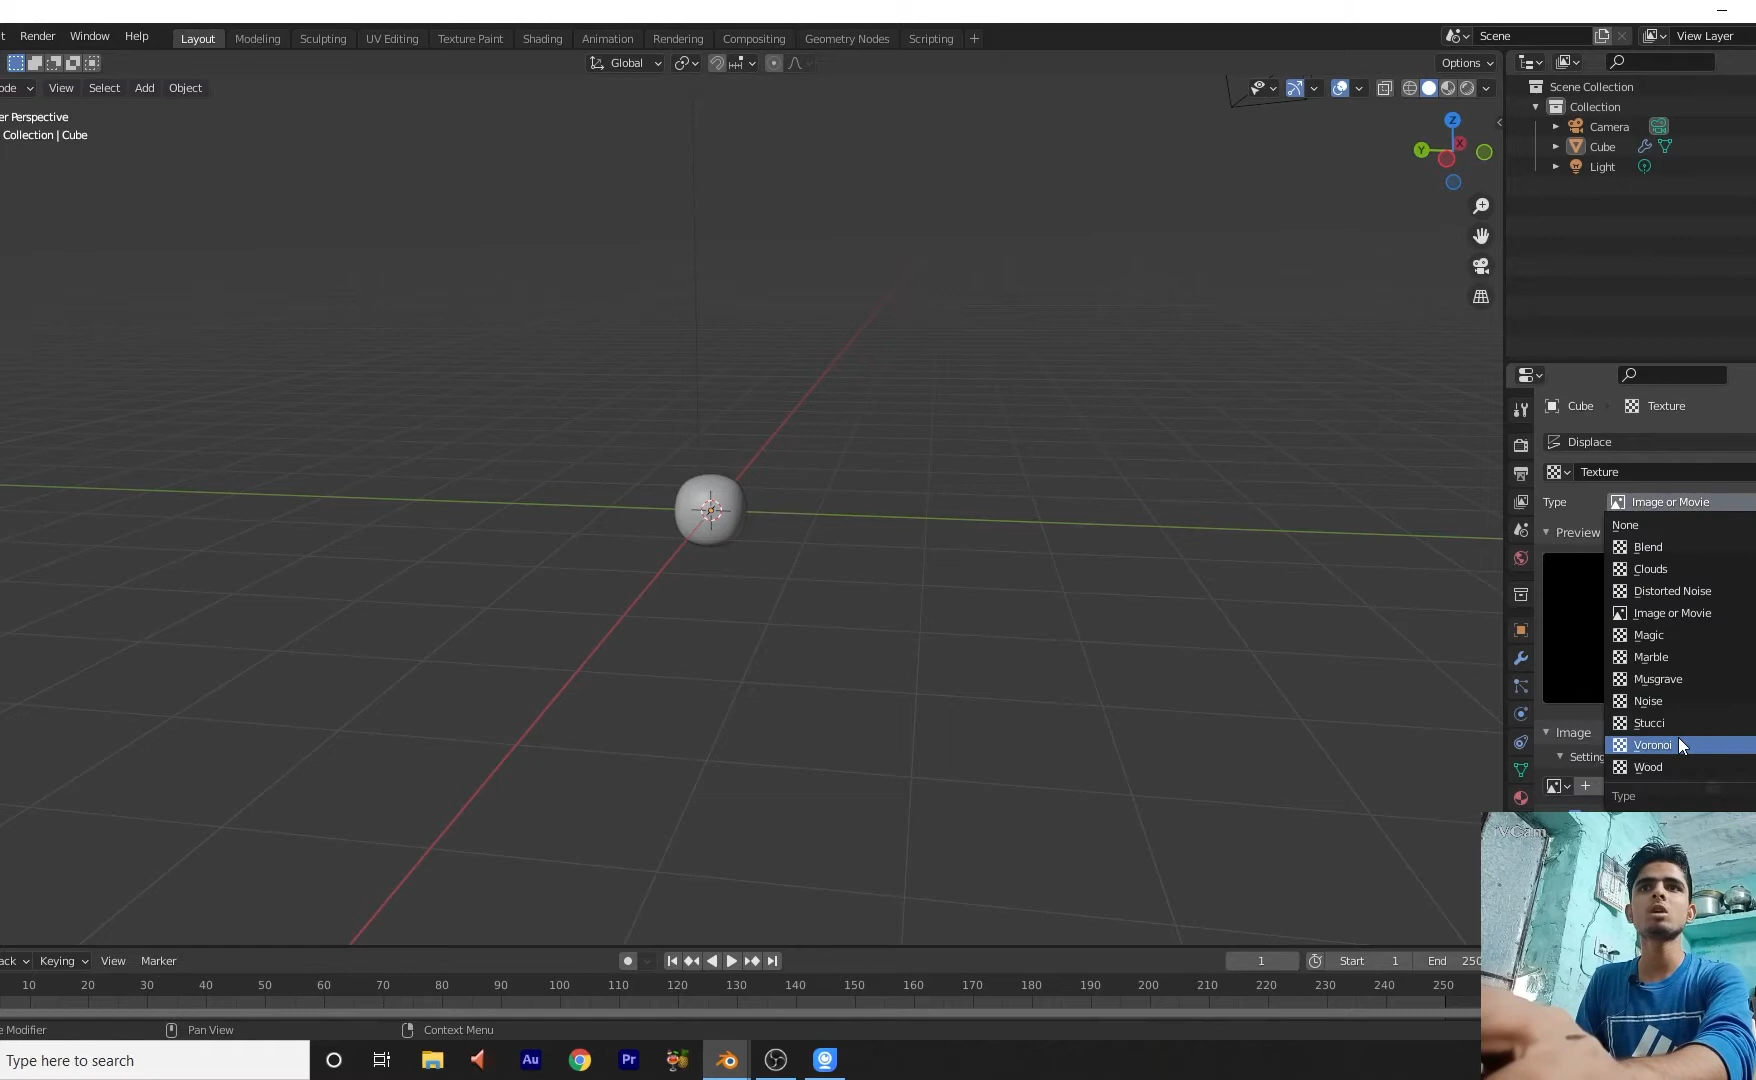 t Render Window Help Layout Modeling Sculpting UV Editing Texture Paint Shading Animation Rendering Compositing Geometry Nodes Scripting + Scene View Layer
Global Options
ode View Select Add Object
er Perspective
Collection | Cube
Z
Y
X
Scene Collection
Collection
Camera
Cube
Light
Cube Texture
Displace
Texture
Type Image or Movie
None
Preview
Blend
Clouds
Distorted Noise
Image or Movie
Magic
Marble
Musgrave
Noise
Stucci
Image
Voronoi
Setting
Wood
+
Type
VCam
ack Keying View Marker 1 Start 1 End 250
10 20 30 40 50 60 70 80 90 100 110 120 130 140 150 160 170 180 190 200 210 220 230 240 250
e Modifier Pan View Context Menu
Type here to search Au Pr